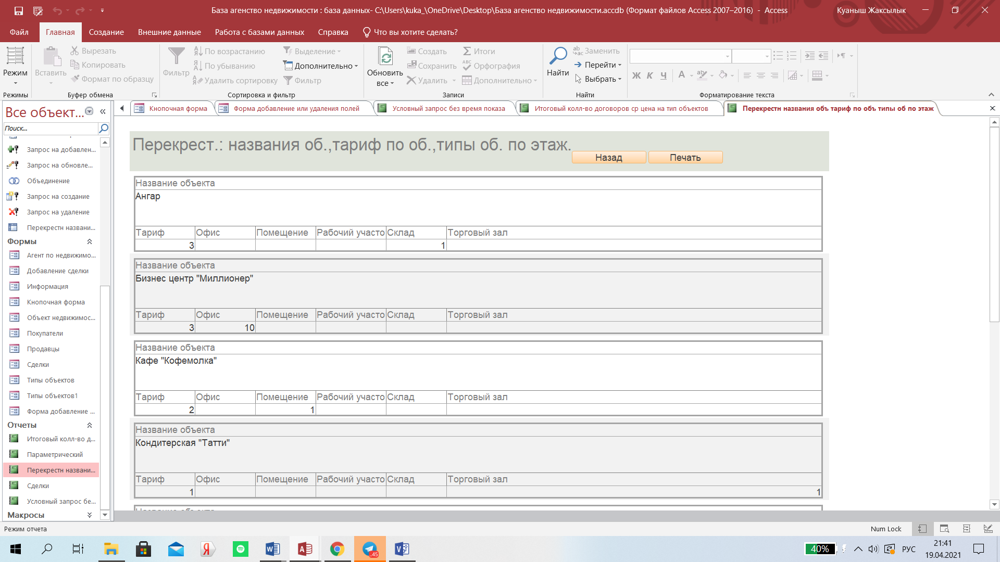 База агенство недвижимости : база данных- C:\Users\kuka_\OneDrive\Desktop\База агенство недвижимости.accdb (Формат файлов Access 2007–2016) - Access
Куаныш Жаксылык
Файл Главная Создание Внешние данные Работа с базами данных Справка Что вы хотите сделать?
Режим
Режимы
Вставить
Вырезать
Копировать
Формат по образцу
Буфер обмена
Фильтр
По возрастанию
По убыванию
Удалить сортировку
Выделение
Дополнительно
Фильтр
Сортировка и фильтр
Обновить
все
Создать
Сохранить
Удалить
Итоги
Орфография
Дополнительно
Записи
Найти
Заменить
Перейти
Выбрать
Найти
Ж К Ч
Форматирование текста
Все объект...
Поиск...
Кнопочная форма
Форма добавление или удаления полей
Условный запрос без время показа
Итоговый колл-во договоров ср цена на тип объектов
Перекрестн названия объ тариф по объ типы об по этаж
Запрос на добавлен...
Запрос на обновле...
Объединение
Запрос на создание
Запрос на удаление
Перекрестн названи...
Формы
Агент по недвижимо...
Добавление сделки
Информация
Кнопочная форма
Объект недвижимос...
Покупатели
Продавцы
Сделки
Типы объектов
Типы объектов1
Форма добавление ...
Отчеты
Итоговый колл-во д...
Параметрический
Перекрестн названи...
Сделки
Условный запрос бе...
Макросы
Перекрест.: названия об.,тариф по об.,типы об. по этаж.
Назад Печать
Название объекта
Ангар
Тариф Офис Помещение Рабочий участо Склад Торговый зал
3 1
Название объекта
Бизнес центр "Миллионер"
Тариф Офис Помещение Рабочий участо Склад Торговый зал
3 10
Название объекта
Кафе "Кофемолка"
Тариф Офис Помещение Рабочий участо Склад Торговый зал
2 1
Название объекта
Кондитерская "Татти"
Тариф Офис Помещение Рабочий участо Склад Торговый зал
1 1
Название объекта
Режим отчета
Num Lock
40%
РУС
21:41
19.04.2021